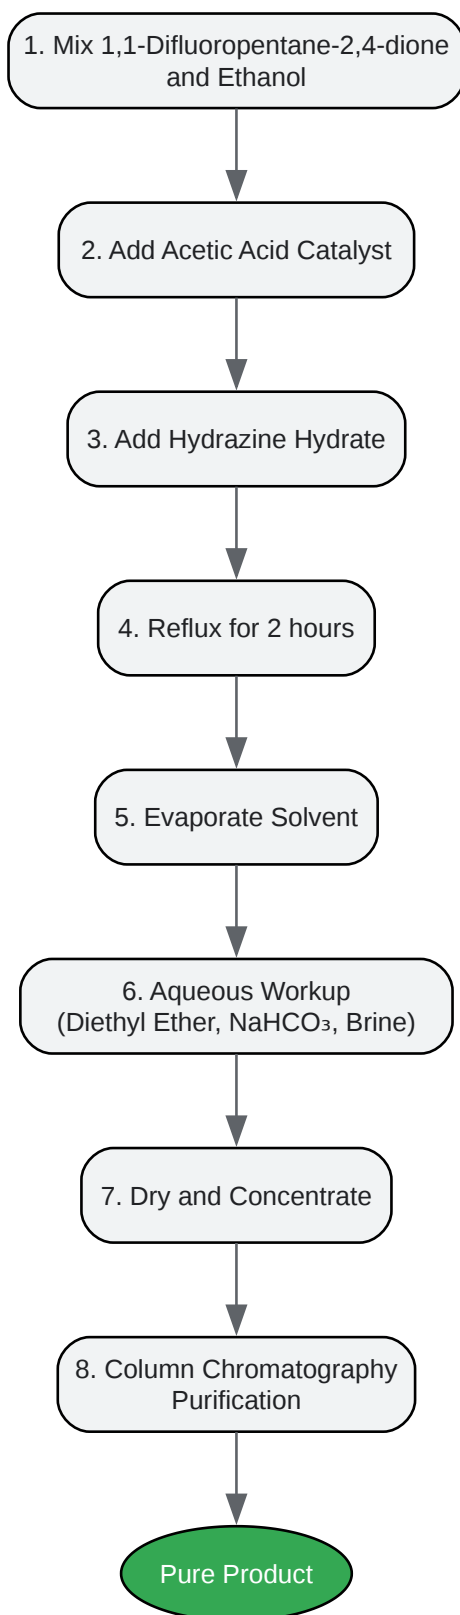 1. Mix 1,1-Difluoropentane-2,4-dione
and Ethanol
2. Add Acetic Acid Catalyst
3. Add Hydrazine Hydrate
4. Reflux for 2 hours
5. Evaporate Solvent
6. Aqueous Workup
(Diethyl Ether, NaHCO₃, Brine)
7. Dry and Concentrate
8. Column Chromatography
Purification
Pure Product